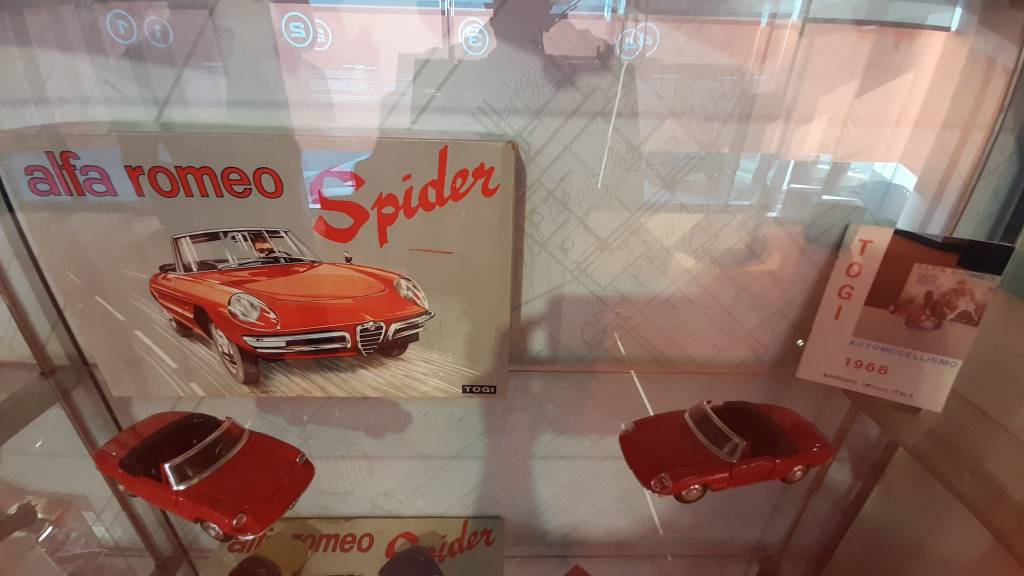 alfa romeo Spider
TOGI
TOGI
AUTOMODELLISMO
1968
alfa romeo Spider